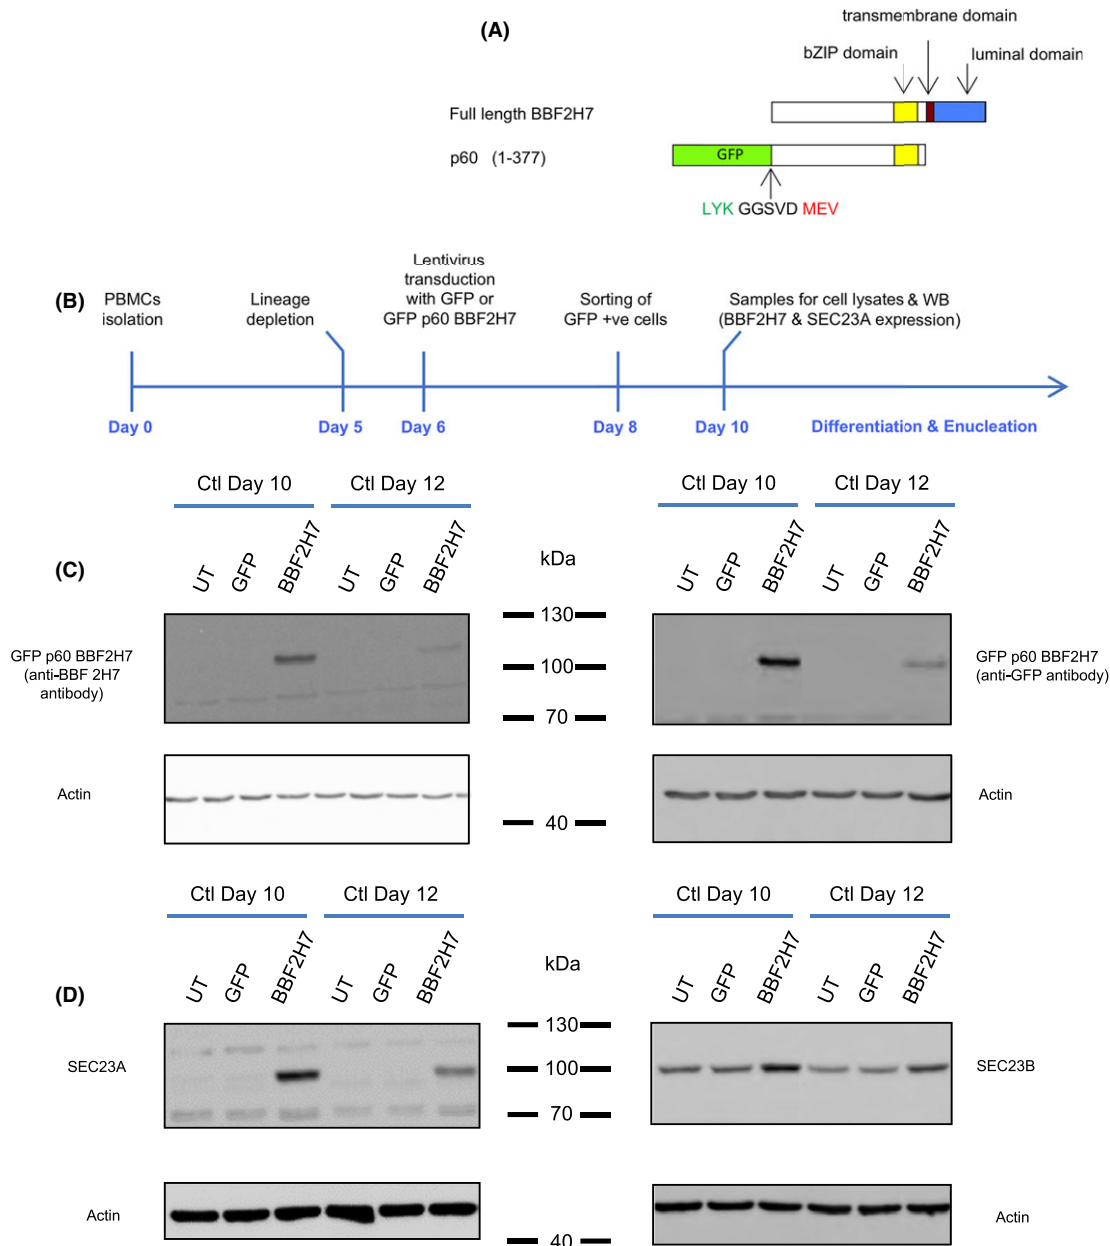 (A)
transmembrane domain
bZIP domain
luminal domain
Full length BBF2H7
p60 (1-377)
GFP
LYK GGSVD MEV
(B)
PBMCs
isolation
Lineage
depletion
Lentivirus
transduction
with GFP or
GFP p60 BBF2H7
Sorting of
GFP +ve cells
Samples for cell lysates & WB
(BBF2H7 & SEC23A expression)
Day 0
Day 5
Day 6
Day 8
Day 10
Differentiation & Enucleation
Ctl Day 10
Ctl Day 12
Ctl Day 10
Ctl Day 12
(C)
UT
GFP
BBF2H7
UT
GFP
BBF2H7
kDa
UT
GFP
BBF2H7
UT
GFP
BBF2H7
GFP p60 BBF2H7
(anti-BBF 2H7
antibody)
130
100
70
GFP p60 BBF2H7
(anti-GFP antibody)
Actin
40
Actin
Ctl Day 10
Ctl Day 12
Ctl Day 10
Ctl Day 12
(D)
UT
GFP
BBF2H7
UT
GFP
BBF2H7
kDa
UT
GFP
BBF2H7
UT
GFP
BBF2H7
SEC23A
130
100
70
SEC23B
Actin
40
Actin